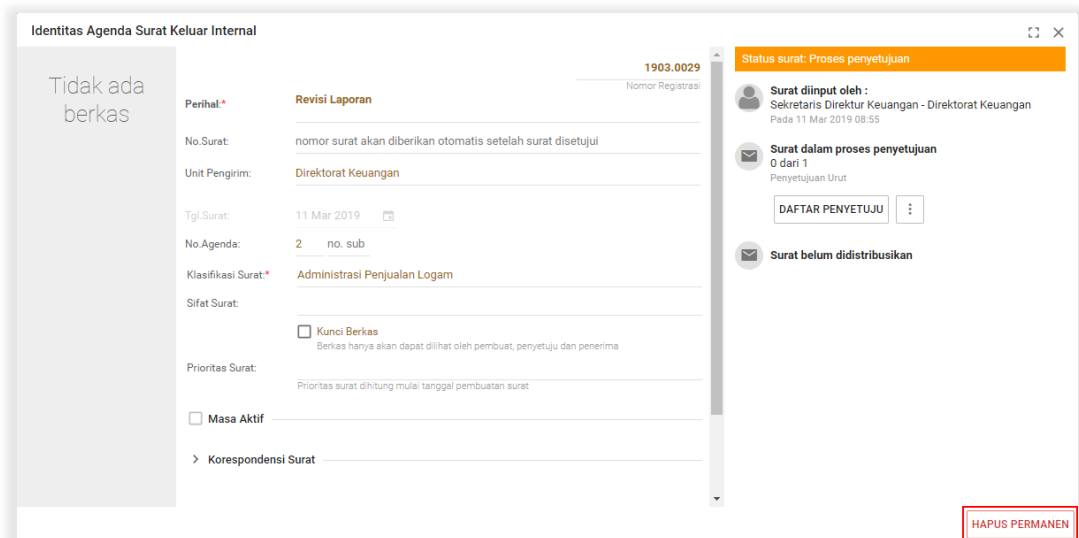 Identitas Agenda Surat Keluar Internal
Tidak ada
berkas
1903.0029
Nomor Registrasi
Perihal:* Revisi Laporan
No.Surat: nomor surat akan diberikan otomatis setelah surat disetujui
Unit Pengirim: Direktorat Keuangan
Tgl.Surat: 11 Mar 2019
No.Agenda: 2 no. sub
Klasifikasi Surat:* Administrasi Penjualan Logam
Sifat Surat:
Kunci Berkas
Berkas hanya akan dapat dilihat oleh pembuat, penyetuju dan penerima
Prioritas Surat:
Prioritas surat dihitung mulai tanggal pembuatan surat
Masa Aktif
Korespondensi Surat
Status surat: Proses penyetujuan
Surat diinput oleh :
Sekretaris Direktur Keuangan - Direktorat Keuangan
Pada 11 Mar 2019 08:55
Surat dalam proses penyetujuan
0 dari 1
Penyetujuan Urut
DAFTAR PENYETUJU
Surat belum didistribusikan
HAPUS PERMANEN